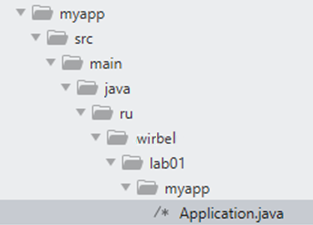 myapp
src
main
java
ru
wirbel
lab01
myapp
/* Application.java